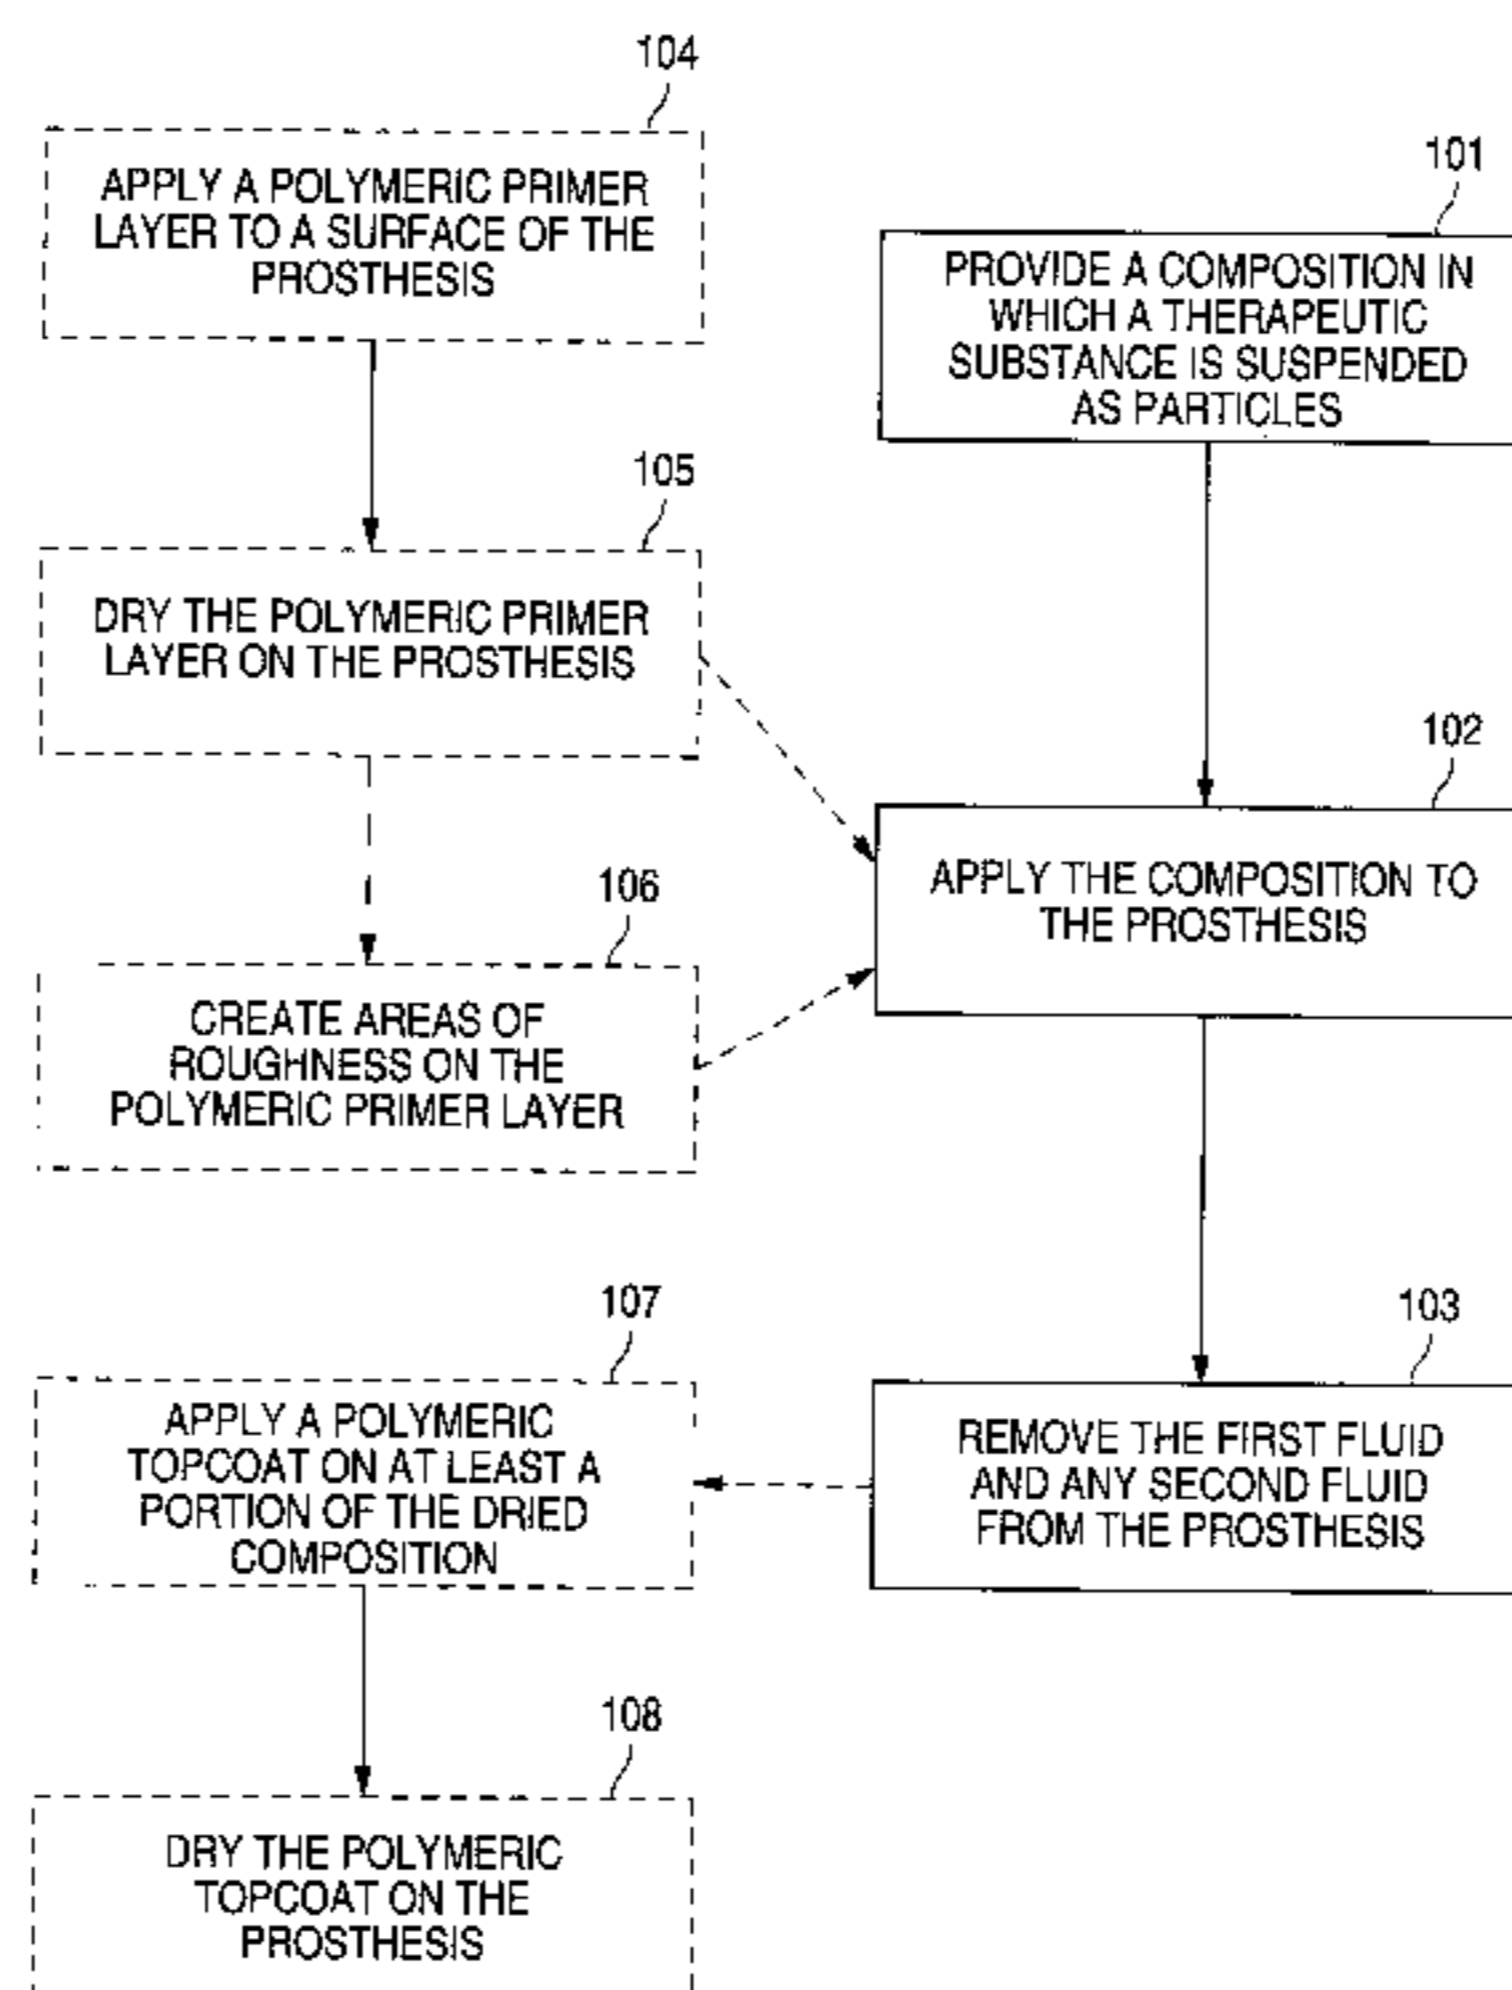 104
APPLY A POLYMERIC PRIMER
LAYER TO A SURFACE OF THE
PROSTHESIS
101
PROVIDE A COMPOSITION IN
WHICH A THERAPEUTIC
SUBSTANCE IS SUSPENDED
AS PARTICLES
105
DRY THE POLYMERIC PRIMER
LAYER ON THE PROSTHESIS
102
APPLY THE COMPOSITION TO
THE PROSTHESIS
106
CREATE AREAS OF
ROUGHNESS ON THE
POLYMERIC PRIMER LAYER
107
APPLY A POLYMERIC
TOPCOAT ON AT LEAST A
PORTION OF THE DRIED
COMPOSITION
103
REMOVE THE FIRST FLUID
AND ANY SECOND FLUID
FROM THE PROSTHESIS
108
DRY THE POLYMERIC
TOPCOAT ON THE
PROSTHESIS